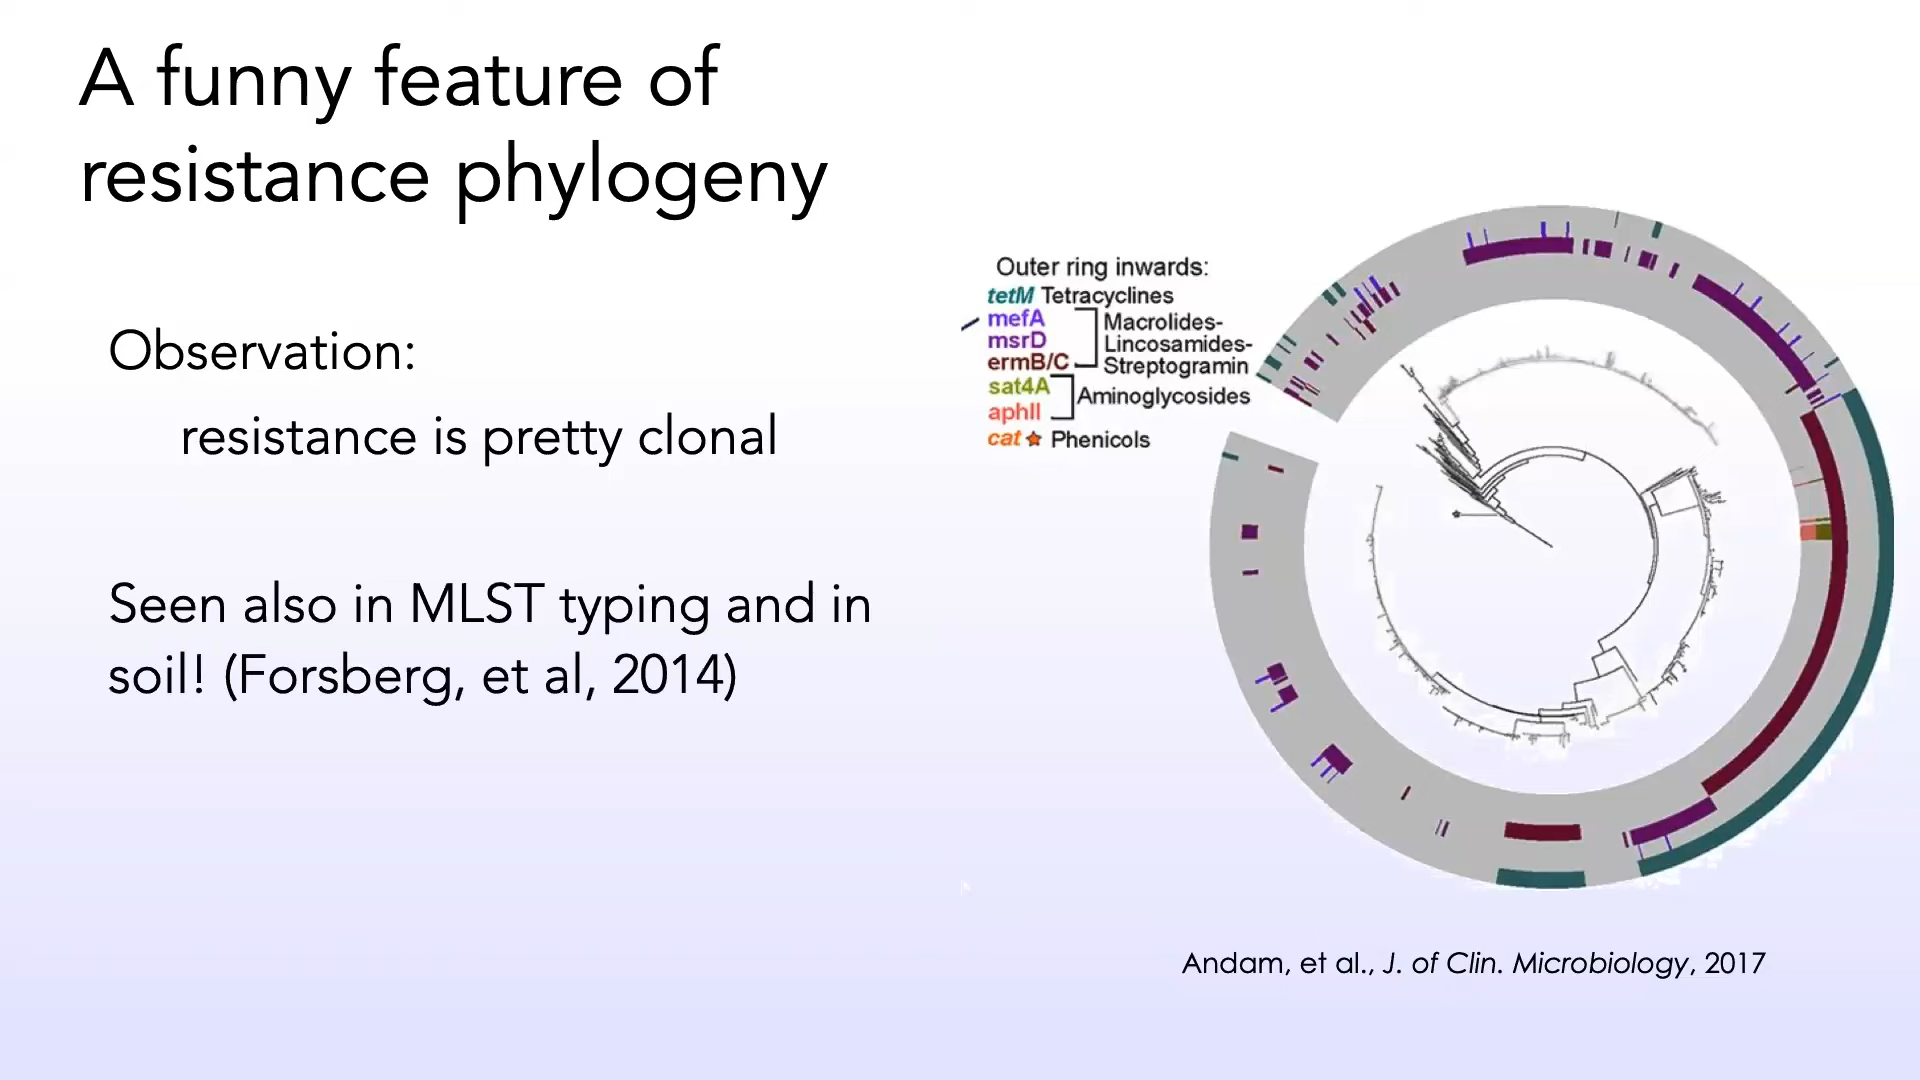 A funny feature of
resistance phylogeny
Observation:
resistance is pretty clonal
Seen also in MLST typing and in
soil! (Forsberg, et al, 2014)
Outer ring inwards:
tetM Tetracyclines
mefA
msrD
ermB/C
Macrolides-
Lincosamides-
Streptogramin
sat4A
aphII
Aminoglycosides
cat ★ Phenicols
Andam, et al., J. of Clin. Microbiology, 2017